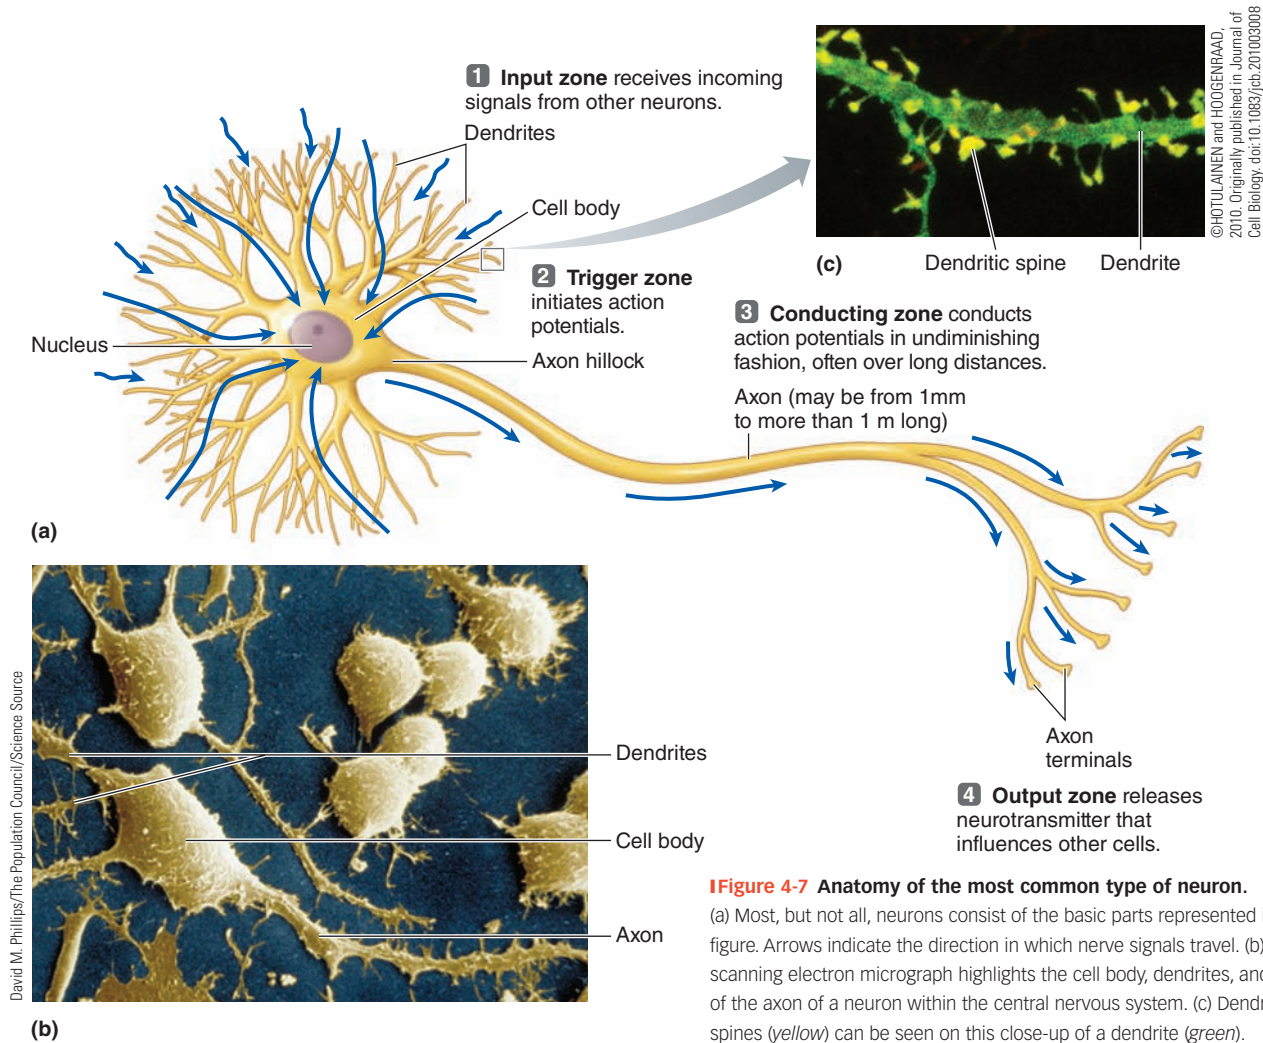 1 Input zone receives incoming
signals from other neurons.
Dendrites
Cell body
2 Trigger zone
initiates action
potentials.
Nucleus
Axon hillock
(c)
Dendritic spine
Dendrite
©HOTULAINEN and HOOGENRAAD,
2010. Originally published in Journal of
Cell Biology. doi:10.1083/jcb.201003008
3 Conducting zone conducts
action potentials in undiminishing
fashion, often over long distances.
Axon (may be from 1mm
to more than 1 m long)
(a)
Axon
terminals
4 Output zone releases
neurotransmitter that
influences other cells.
David M. Phillips/The Population Council/Science Source
Dendrites
Cell body
Axon
(b)
Figure 4-7 Anatomy of the most common type of neuron.
(a) Most, but not all, neurons consist of the basic parts represented
figure. Arrows indicate the direction in which nerve signals travel. (b)
scanning electron micrograph highlights the cell body, dendrites, and
of the axon of a neuron within the central nervous system. (c)
spines (yellow) can be seen on this close-up of a dendrite (green).